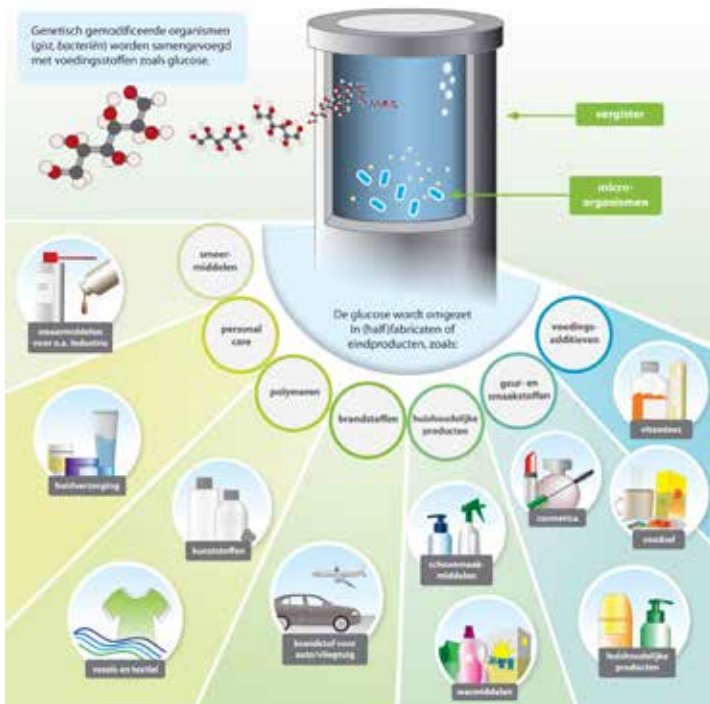 Genetisch gemodificeerde organismen
(gist, bacteriën) worden samengevoegd
met voedingsstoffen zoals glucose.
vergister
micro-
organismen
De glucose wordt omgezet
in (half)fabricaten of
eindproducten, zoals:
smeer-
middelen
personal
care
polymeren
brandstoffen
huishoudelijke
producten
geur- en
smaakstoffen
voedings-
additieven
smeermiddelen
voor o.a. industrie
huidverzorging
kunststoffen
vezels en textiel
brandstof voor
auto/vliegtuig
schoonmaak-
middelen
wasmiddelen
cosmetica
vitamines
voedsel
huishoudelijke
producten